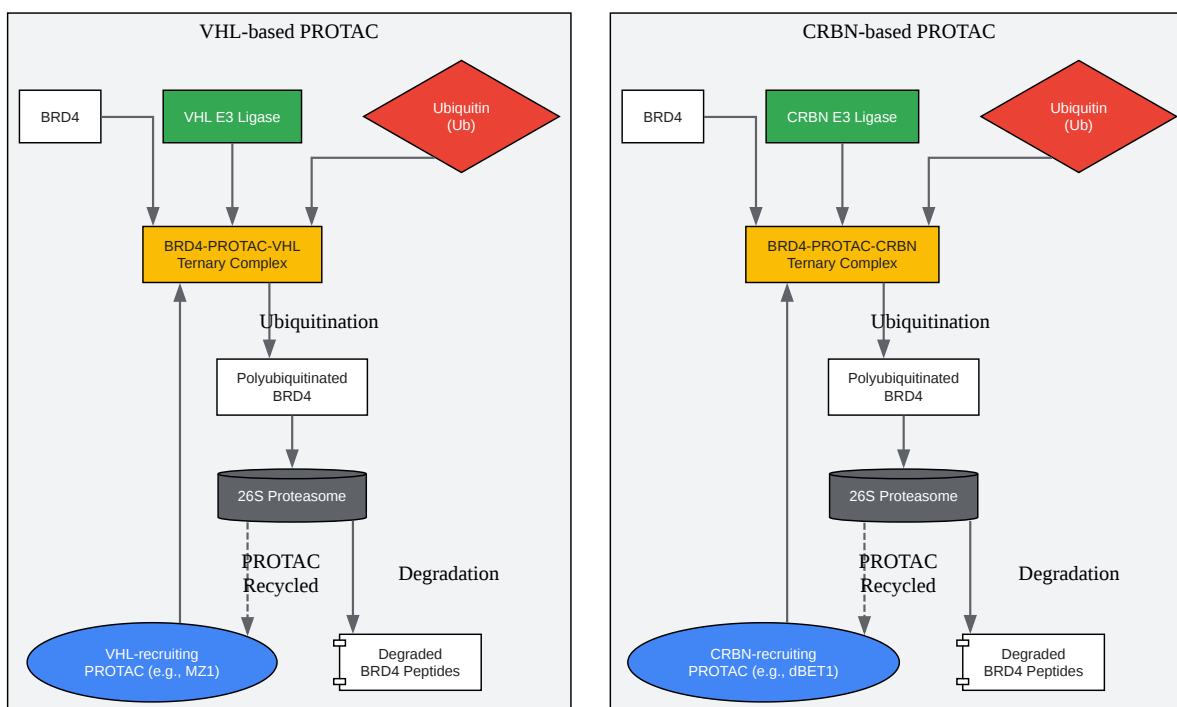 VHL-based PROTAC
BRD4
VHL E3 Ligase
Ubiquitin
(Ub)
BRD4-PROTAC-VHL
Ternary Complex
Ubiquitination
Polyubiquitinated
BRD4
26S Proteasome
PROTAC
Recycled
Degradation
VHL-recruiting
PROTAC (e.g., MZ1)
Degraded
BRD4 Peptides
CRBN-based PROTAC
BRD4
CRBN E3 Ligase
Ubiquitin
(Ub)
BRD4-PROTAC-CRBN
Ternary Complex
Ubiquitination
Polyubiquitinated
BRD4
26S Proteasome
PROTAC
Recycled
Degradation
CRBN-recruiting
PROTAC (e.g., dBET1)
Degraded
BRD4 Peptides